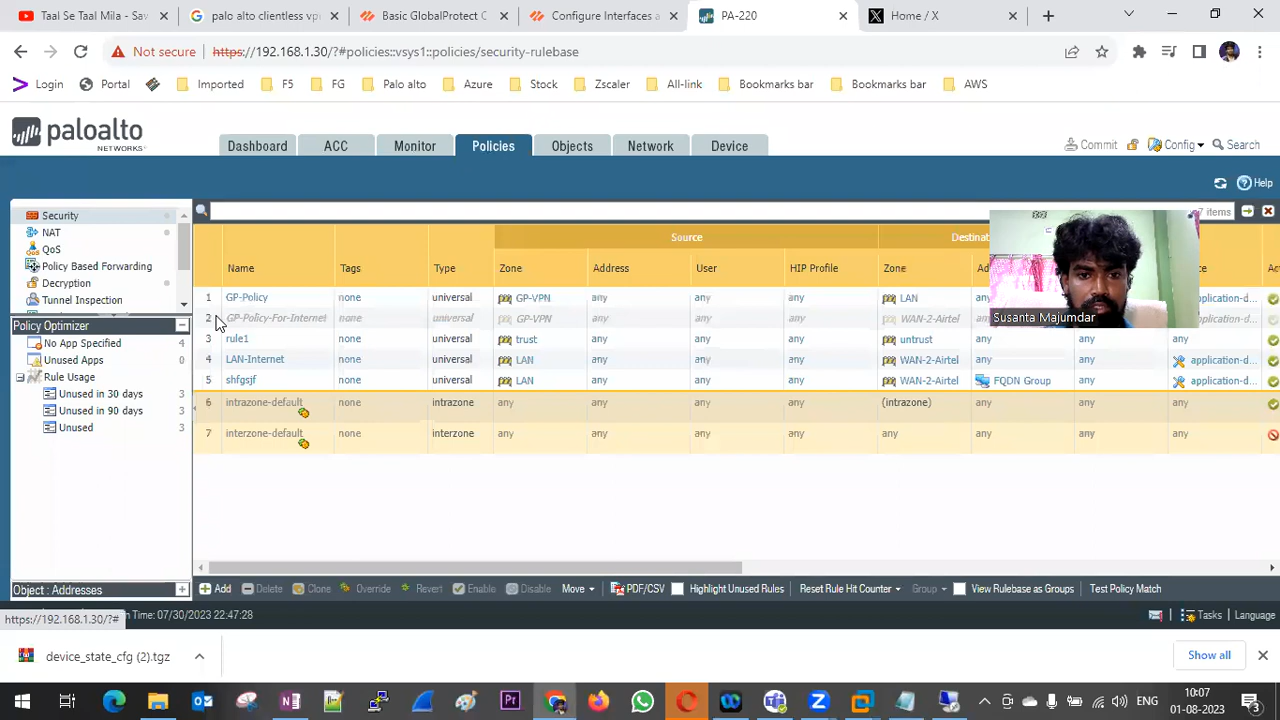 Taal Se Taal Mila - Sav
palo alto clientless vpn
Basic GlobalProtect C
Configure Interfaces a
PA-220
Home / X
Not secure
https://192.168.1.30/?#policies::vsys1::policies/security-rulebase
Login
Portal
Imported
F5
FG
Palo alto
Azure
Stock
Zscaler
All-link
Bookmarks bar
Bookmarks bar
AWS
paloalto
NETWORKS
Dashboard
ACC
Monitor
Policies
Objects
Network
Device
Commit
Config
Search
Help
Security
NAT
QoS
Policy Based Forwarding
Decryption
Tunnel Inspection
7 items
Source
Destinat
Name Tags Type Zone Address User HIP Profile Zone Ad
1 GP-Policy none universal GP-VPN any any any LAN
2 GP-Policy-For-Internet none universal GP-VPN any any any WAN-2-Airtel
3 rule1 none universal trust any any any untrust any any any
4 LAN-Internet none universal LAN any any any WAN-2-Airtel any any application-d...
5 shfgsjf none universal LAN any any any WAN-2-Airtel FQDN Group any application-d...
6 intrazone-default none intrazone any any any any (intrazone) any any any
7 interzone-default none interzone any any any any any any any any
Susanta Majumdar
Policy Optimizer
No App Specified 4
Unused Apps 0
Rule Usage
Unused in 30 days 3
Unused in 90 days 3
Unused 3
Object : Addresses
Add
Delete
Clone
Override
Revert
Enable
Disable
Move
PDF/CSV
Highlight Unused Rules
Reset Rule Hit Counter
Group
View Rulebase as Groups
Test Policy Match
https://192.168.1.30/?#
Time: 07/30/2023 22:47:28
Tasks
Language
device_state_cfg (2).tgz
Show all
ENG
10:07
01-08-2023
3